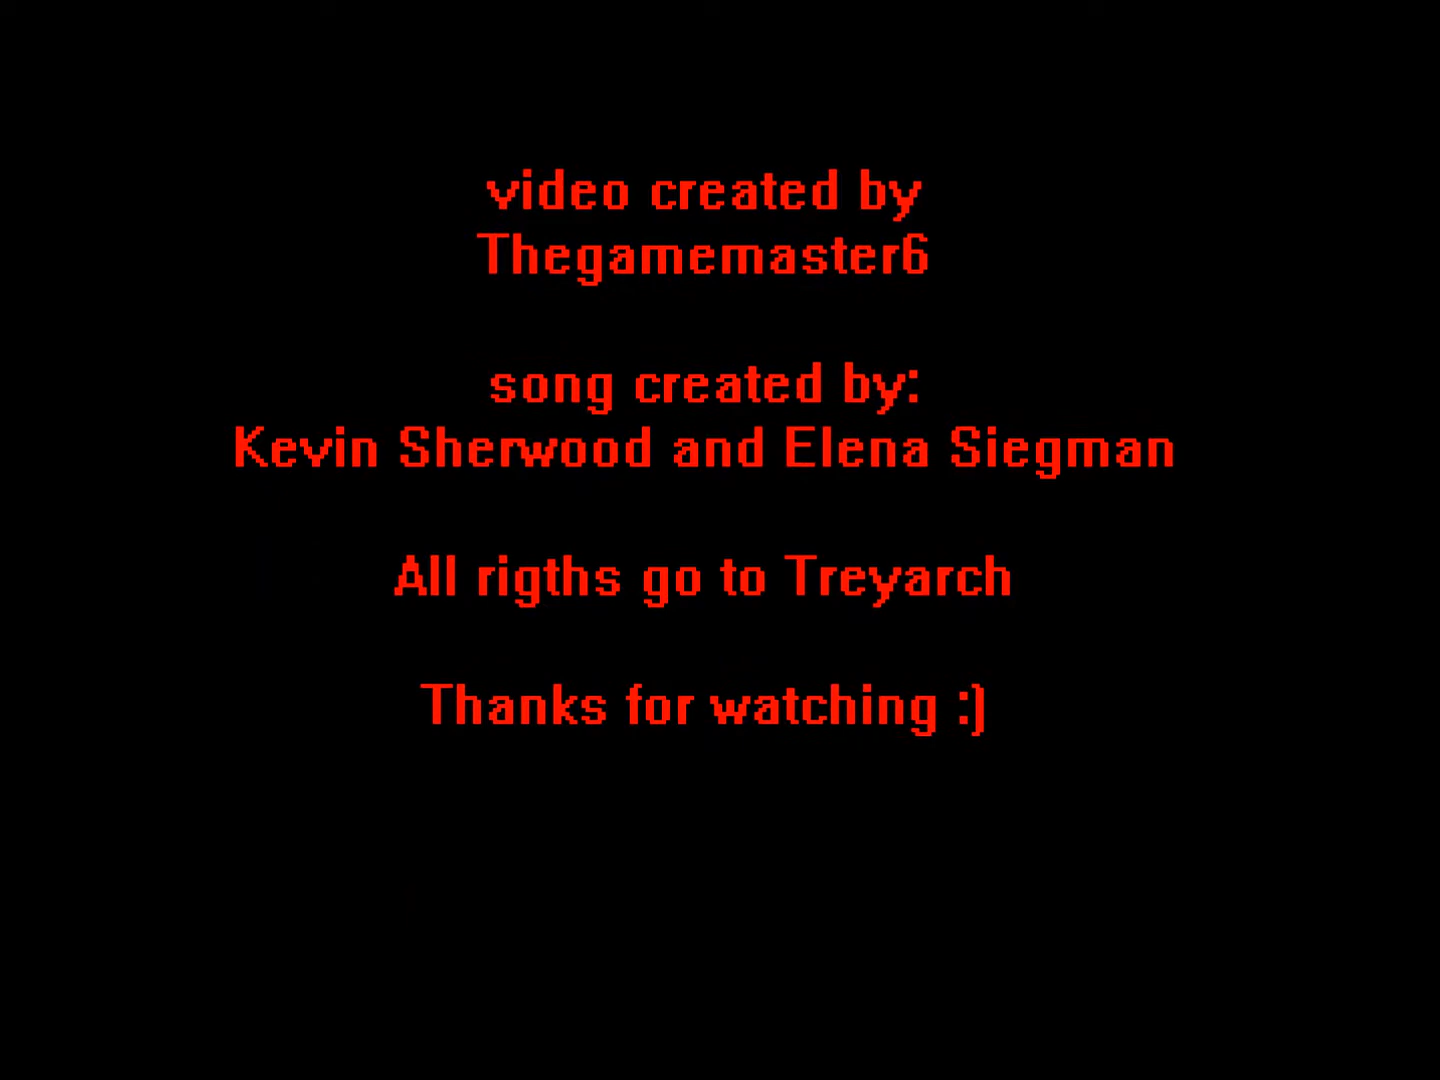 video created by
Thegamemaster6
song created by:
Kevin Sherwood and Elena Siegman
All rigths go to Treyarch
Thanks for watching :)